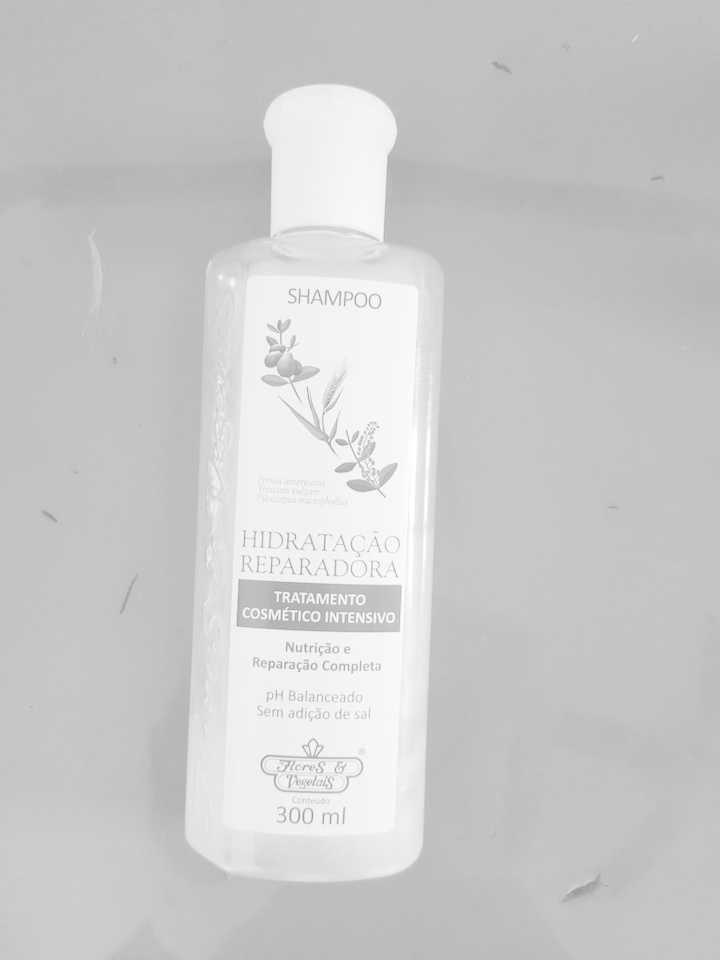 SHAMPOO
Persea americana
Triticum vulgare
Pilocarpus microphyllus
HIDRATAÇÃO
REPARADORA
TRATAMENTO
COSMÉTICO INTENSIVO
Nutrição e
Reparação Completa
pH Balanceado
Sem adição de sal
Flores &
Vegetais
®
Conteúdo
300 ml